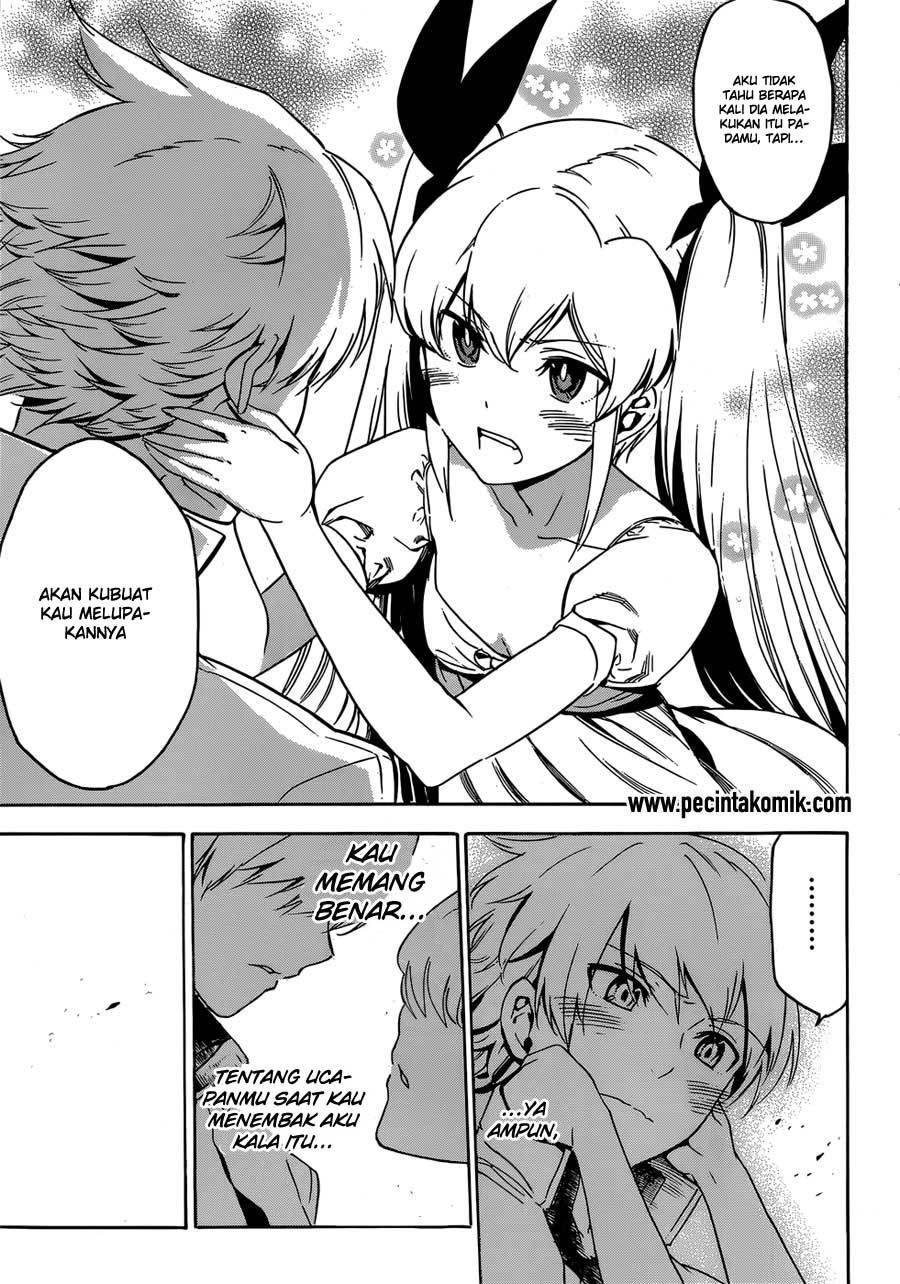 AKU TIDAK
TAHU BERAPA
KALI DIA MELA-
KUKAN ITU PA-
DAMU, TAPI...
AKAN KUBUAT
KAU MELUPA-
KANNYA
www.pecintakomik.com
........
...YA
AMPUN,
KAU
MEMANG
BENAR...
TENTANG UCA-
PANMU SAAT KAU
MENEMBAK AKU
KALA ITU...